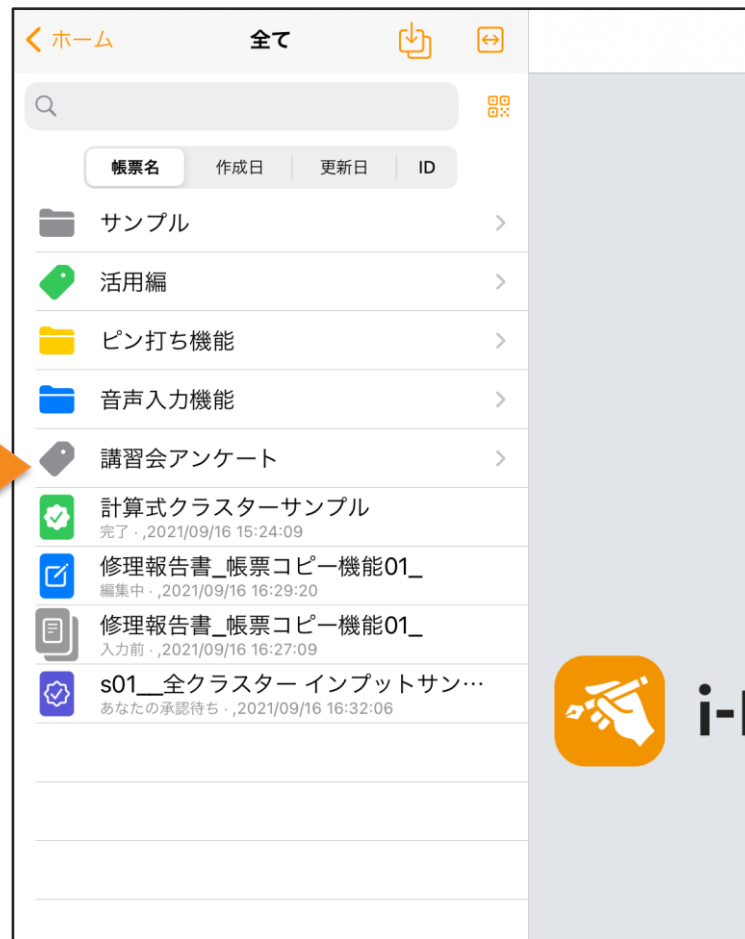 ホーム
全て
帳票名 作成日 更新日 ID
サンプル
活用編
ピン打ち機能
音声入力機能
講習会アンケート
計算式クラスターサンプル
完了 · ,2021/09/16 15:24:09
修理報告書_帳票コピー機能01_
編集中 · ,2021/09/16 16:29:20
修理報告書_帳票コピー機能01_
入力前 · ,2021/09/16 16:27:09
s01__全クラスター インプットサン…
あなたの承認待ち · ,2021/09/16 16:32:06
i-